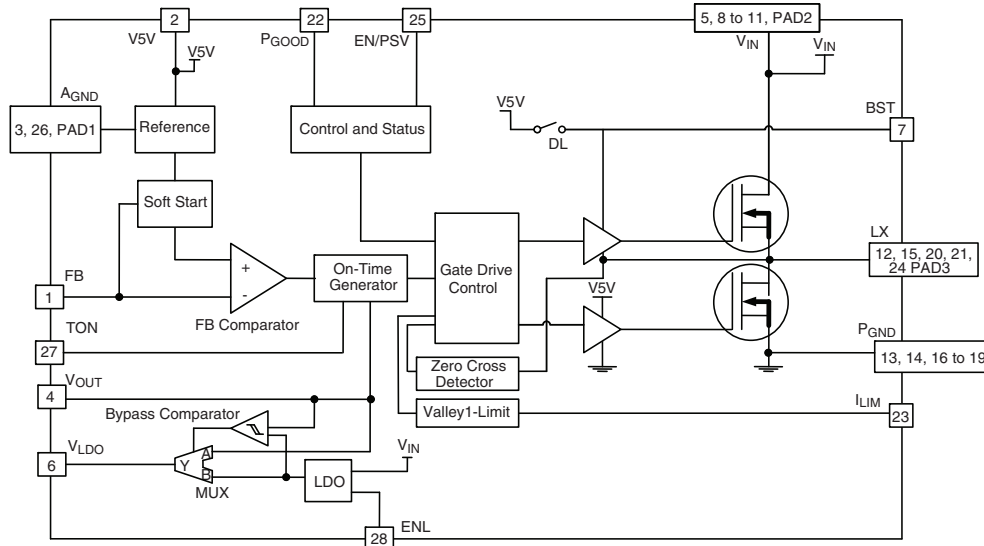 2
22
25
5, 8 to 11, PAD2
V5V
PGOOD
EN/PSV
VIN
VIN
V5V
AGND
3, 26, PAD1
Reference
Control and Status
V5V
DL
BST
7
Soft Start
LX
12, 15, 20, 21,
24 PAD3
+
-
FB Comparator
On-Time
Generator
Gate Drive
Control
FB
1
V5V
TON
27
PGND
13, 14, 16 to 19
Zero Cross
Detector
VOUT
4
Valley1-Limit
ILIM
23
Bypass Comparator
VLDO
6
Y
A
B
MUX
LDO
VIN
28
ENL